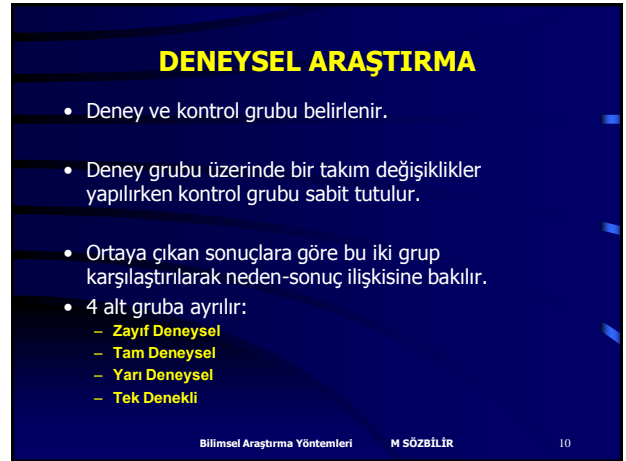 DENEYSEL ARAŞTIRMA
• Deney ve kontrol grubu belirlenir.
• Deney grubu üzerinde bir takım değişiklikler
yapılırken kontrol grubu sabit tutulur.
• Ortaya çıkan sonuçlara göre bu iki grup
karşılaştırılarak neden-sonuç ilişkisine bakılır.
• 4 alt gruba ayrılır:
– Zayıf Deneysel
– Tam Deneysel
– Yarı Deneysel
– Tek Denekli
Bilimsel Araştırma Yöntemleri M SÖZBİLİR 10